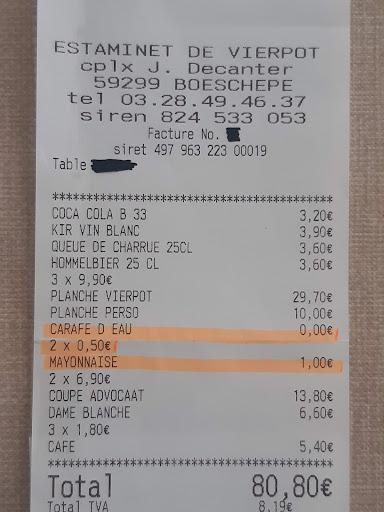 ESTAMINET DE VIERPOT
cplx J. Decanter
59299 BOESCHEPE
tel 03.28.49.46.37
siren 824 533 053
Facture No.
siret 497 963 223 00019
Table
**********************************
COCA COLA B 33 3,20€
KIR VIN BLANC 3,90€
QUEUE DE CHARRUE 25CL 3,60€
HOMMELBIER 25 CL 3,60€
3 x 9,90€
PLANCHE VIERPOT 29,70€
PLANCHE PERSO 10,00€
CARAFE D EAU 0,00€
2 x 0,50€
MAYONNAISE 1,00€
2 x 6,90€
COUPE ADVOCAAT 13,80€
DAME BLANCHE 6,60€
3 x 1,80€
CAFE 5,40€
**********************************
Total 80,80€
Total TVA 8,19€